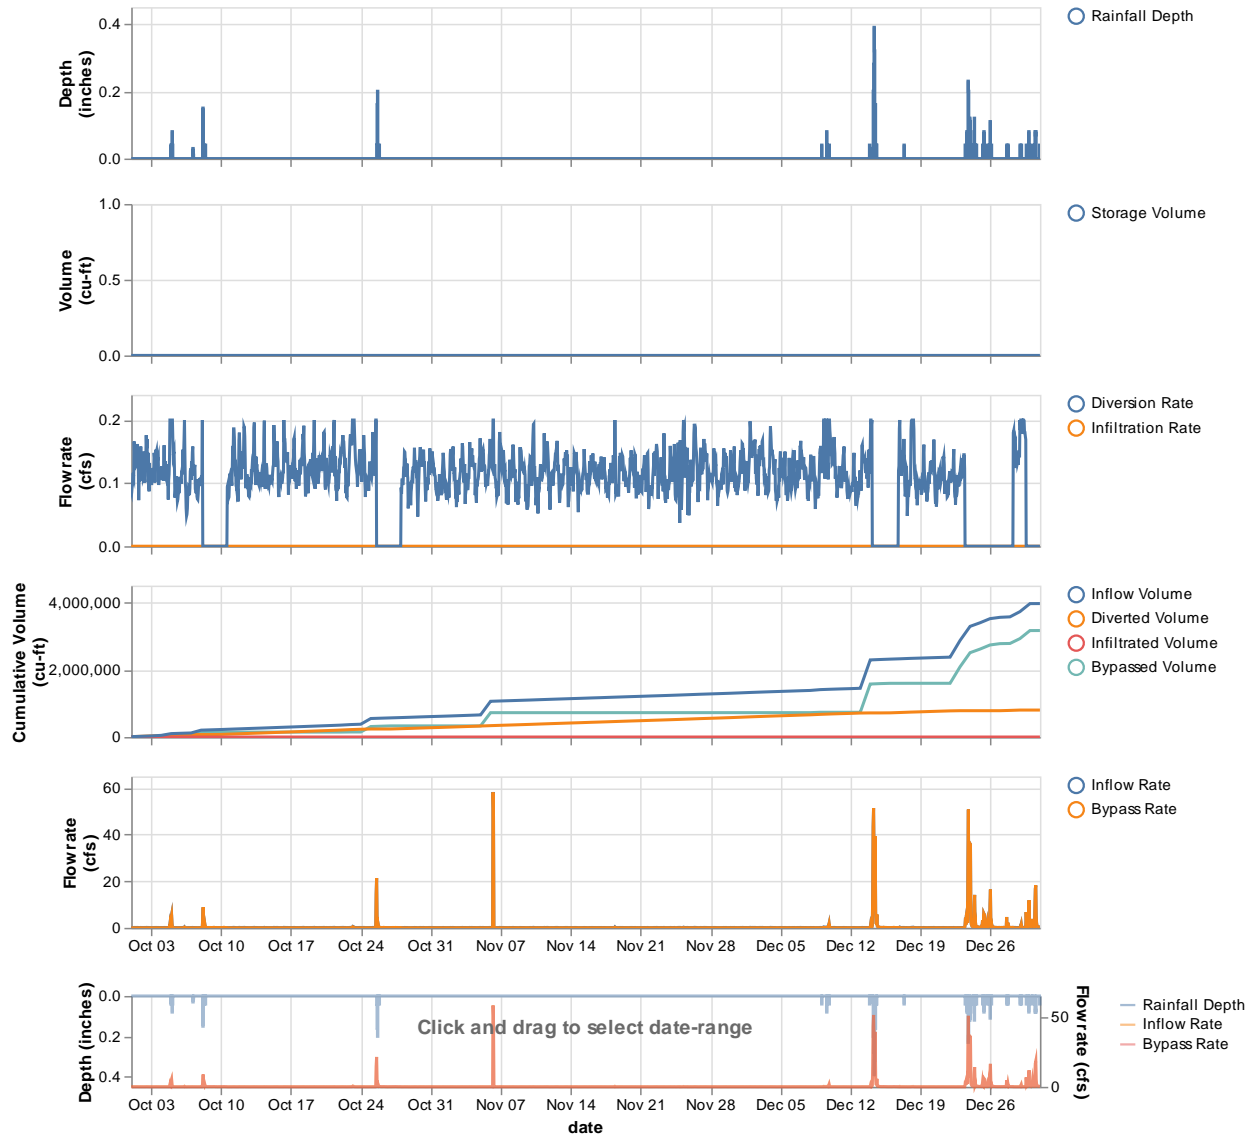 Depth
(inches)
0.4
0.2
0.0
Rainfall Depth
Volume
(cu-ft)
1.0
0.5
0.0
Storage Volume
Flowrate
(cfs)
0.2
0.1
0.0
Diversion Rate
Infiltration Rate
Cumulative Volume
(cu-ft)
4,000,000
2,000,000
0
Inflow Volume
Diverted Volume
Infiltrated Volume
Bypassed Volume
Flowrate
(cfs)
60
40
20
0
Inflow Rate
Bypass Rate
Oct 03 Oct 10 Oct 17 Oct 24 Oct 31 Nov 07 Nov 14 Nov 21 Nov 28 Dec 05 Dec 12 Dec 19 Dec 26
Depth (inches)
0.0
0.2
0.4
Click and drag to select date-range
50
0
Flowrate (cfs)
Rainfall Depth
Inflow Rate
Bypass Rate
Oct 03 Oct 10 Oct 17 Oct 24 Oct 31 Nov 07 Nov 14 Nov 21 Nov 28 Dec 05 Dec 12 Dec 19 Dec 26
date